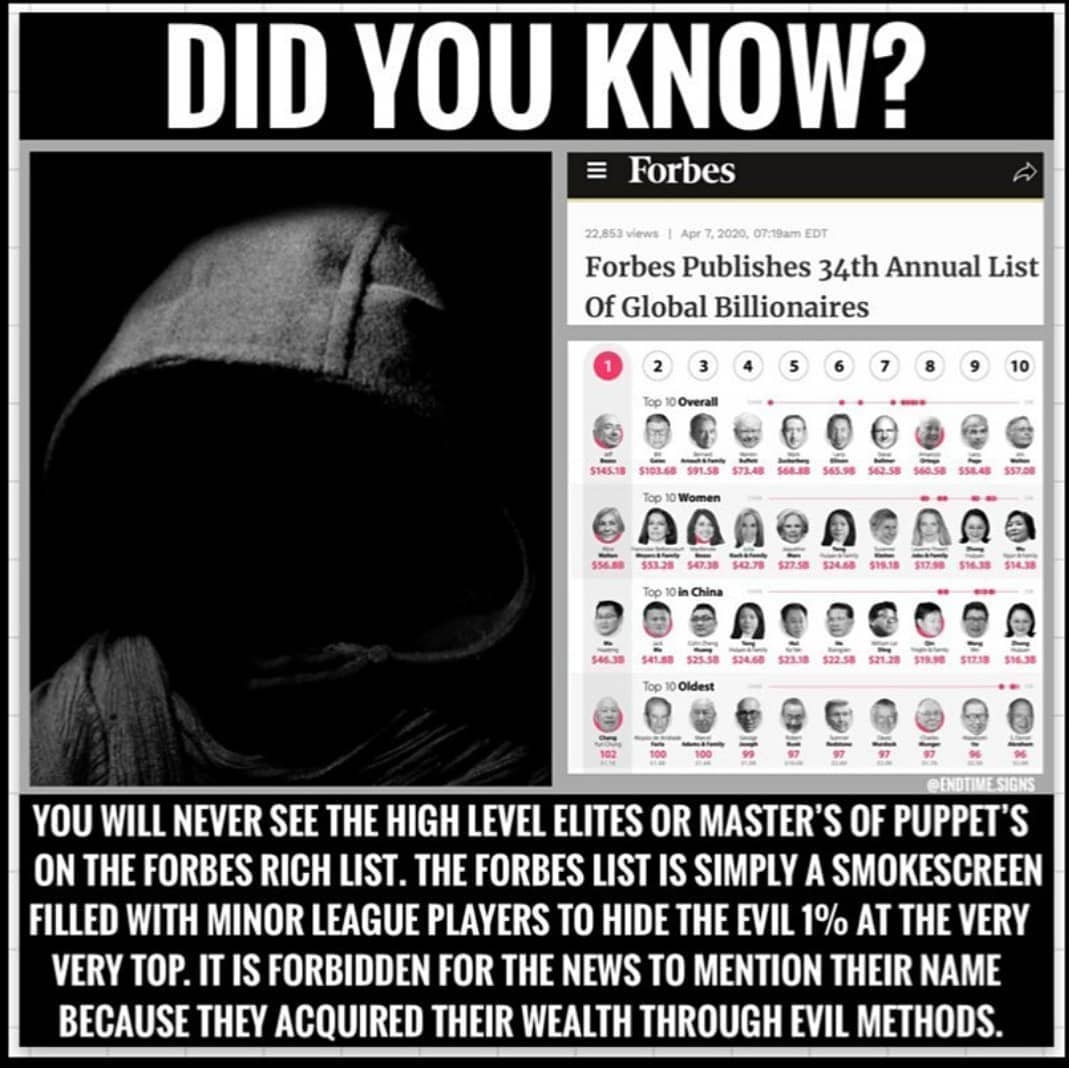 DID YOU KNOW?
Forbes
22,853 views | Apr 7, 2020, 07:19am EDT
Forbes Publishes 34th Annual List
Of Global Billionaires
1 2 3 4 5 6 7 8 9 10
Top 10 Overall
$145.1B $103.6B $91.5B $73.4B $68.8B $65.9B $62.5B $60.5B $58.4B $57.0B
Top 10 Women
$56.8B $53.2B $47.3B $42.7B $27.5B $24.6B $19.1B $17.9B $16.3B $14.3B
Top 10 in China
$46.3B $41.8B $25.5B $24.6B $23.1B $22.5B $21.2B $19.9B $17.1B $16.3B
Top 10 Oldest
102 100 100 99 97 97 97 97 96 96
@ENDTIME.SIGNS
YOU WILL NEVER SEE THE HIGH LEVEL ELITES OR MASTER'S OF PUPPET'S
ON THE FORBES RICH LIST. THE FORBES LIST IS SIMPLY A SMOKESCREEN
FILLED WITH MINOR LEAGUE PLAYERS TO HIDE THE EVIL 1% AT THE VERY
VERY TOP. IT IS FORBIDDEN FOR THE NEWS TO MENTION THEIR NAME
BECAUSE THEY ACQUIRED THEIR WEALTH THROUGH EVIL METHODS.